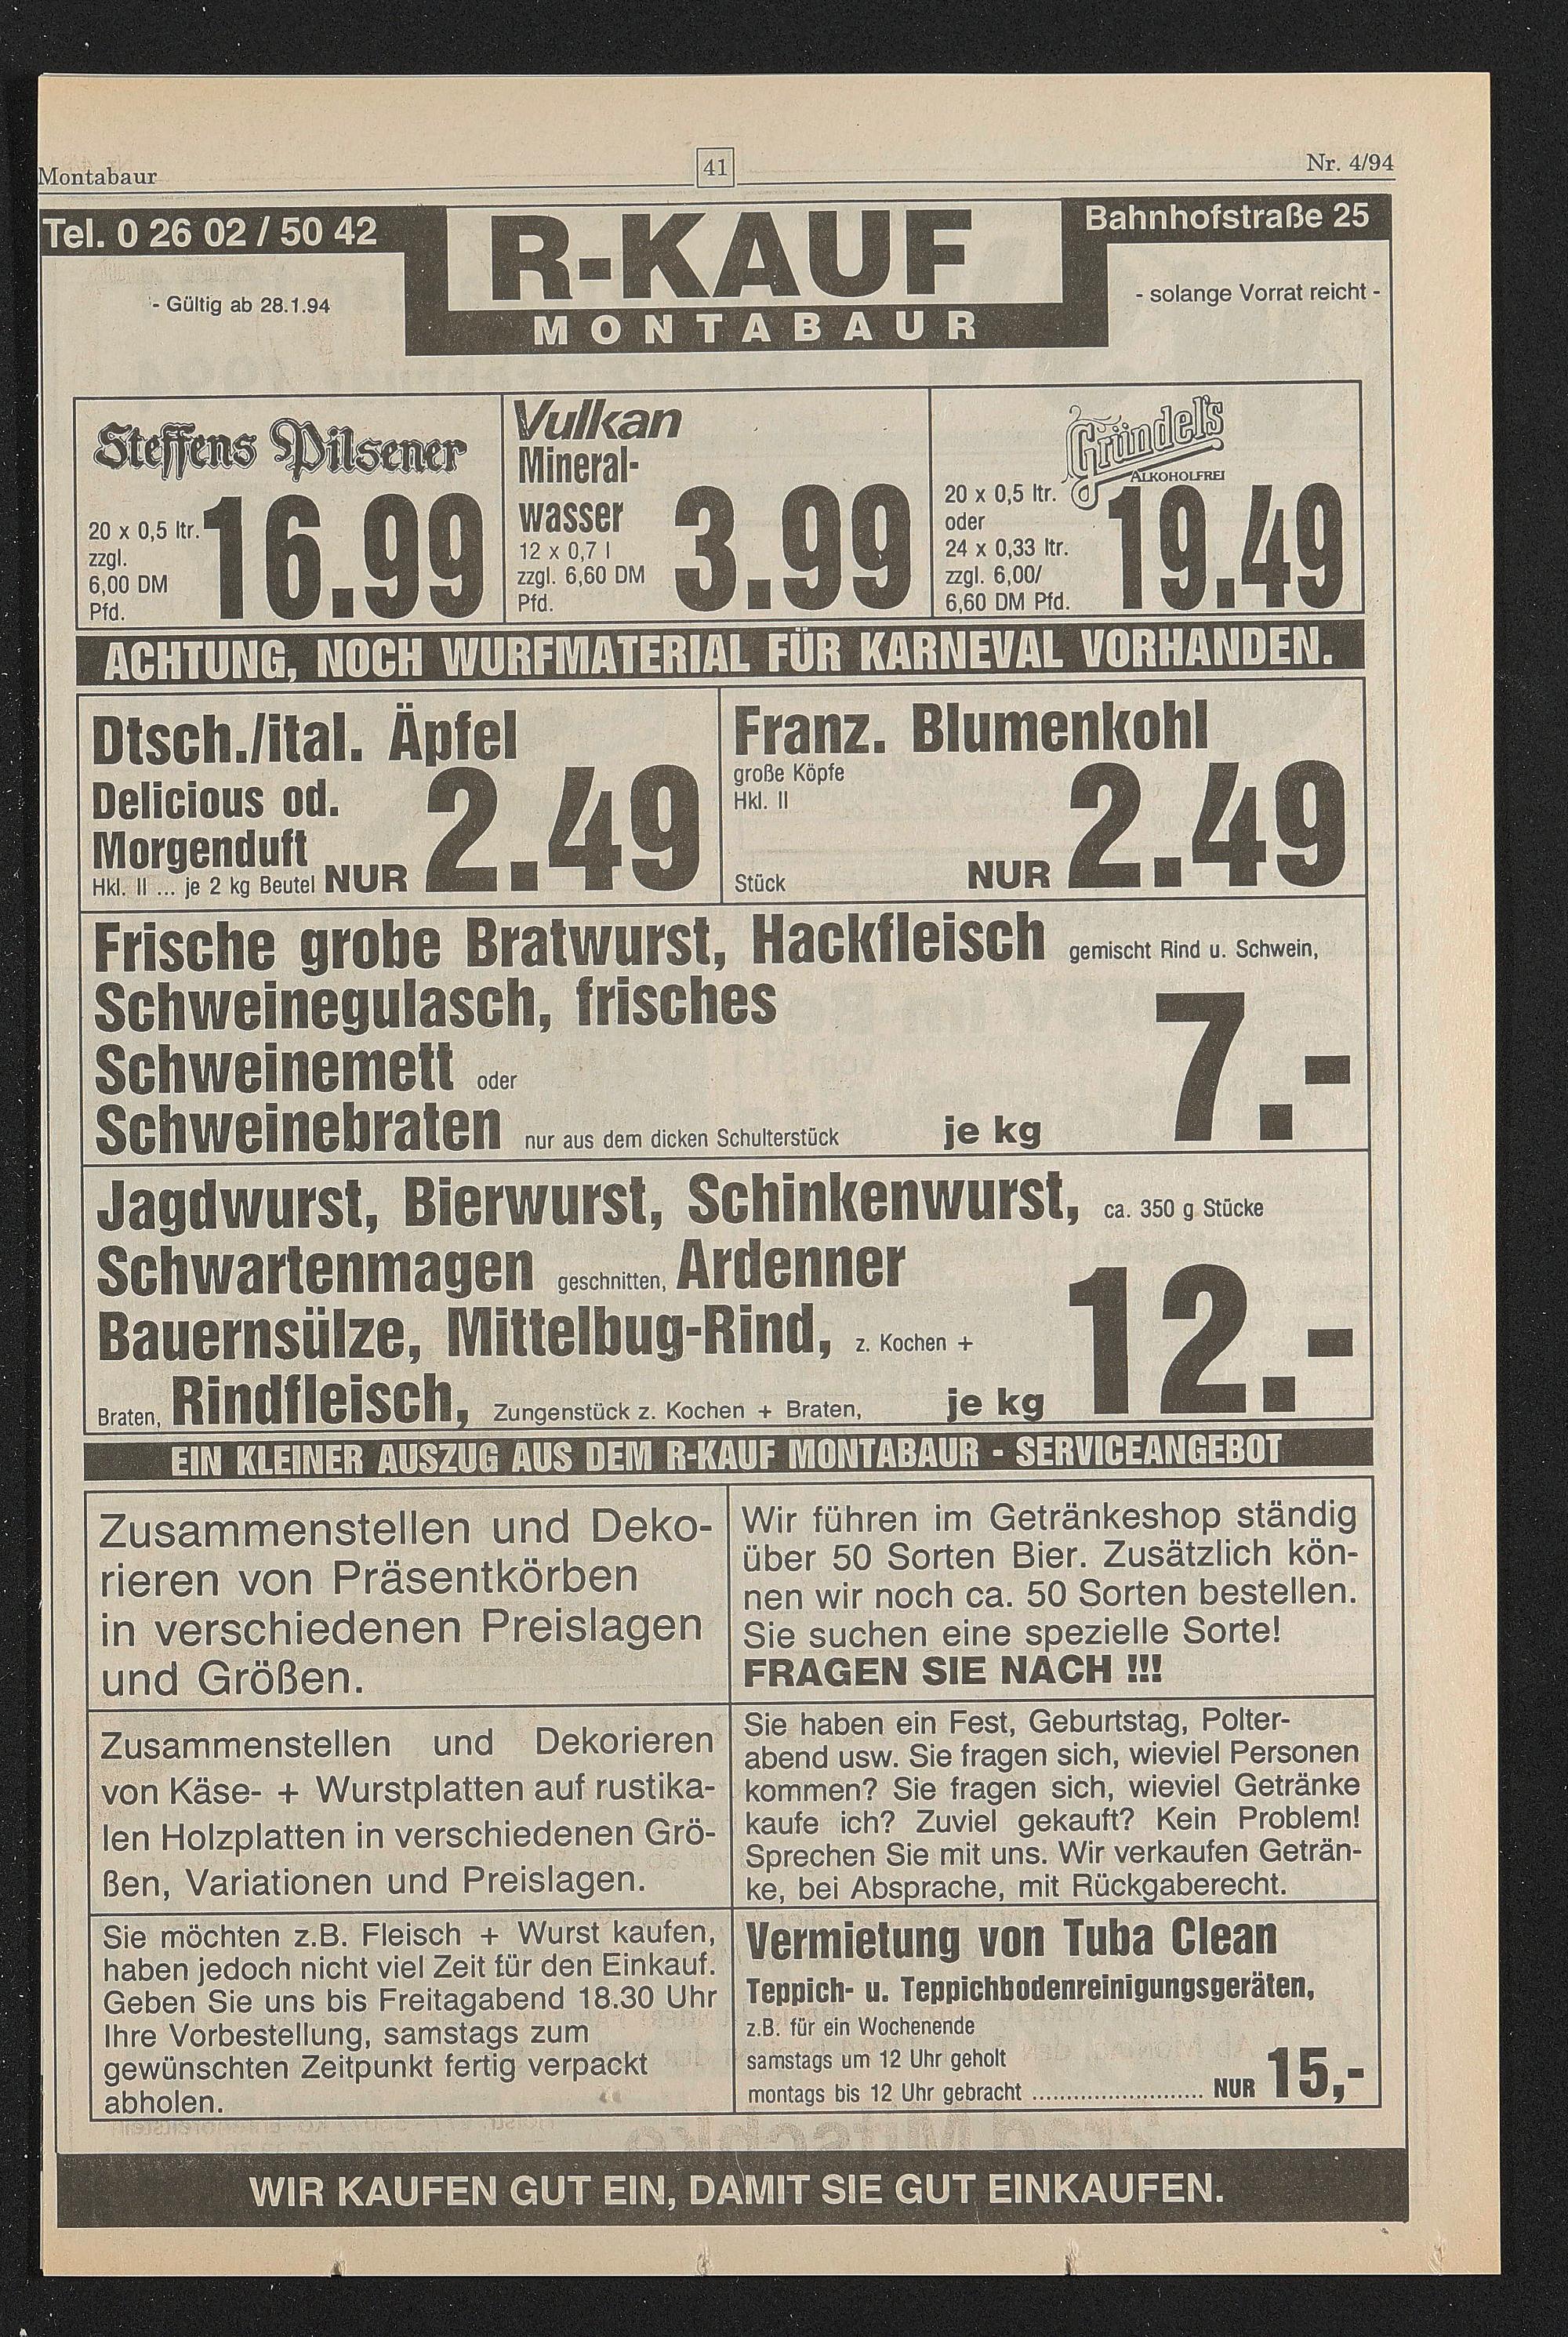 Montabaur
41
Nr. 4/94
Tel. 0 26 02 / 50 42
R-KAUF
MONTABAUR
Bahnhofstraße 25
- Gültig ab 28.1.94
- solange Vorrat reicht -
Steffens Pilsener
20 x 0,5 ltr.
zzgl.
6,00 DM
Pfd.
16.99
Vulkan
Mineral-
wasser
12 x 0,7 l
zzgl. 6,60 DM
Pfd.
3.99
Gründel's
ALKOHOLFREI
20 x 0,5 ltr.
oder
24 x 0,33 ltr.
zzgl. 6,00/
6,60 DM Pfd.
19.49
ACHTUNG, NOCH WURFMATERIAL FÜR KARNEVAL VORHANDEN.
Dtsch./ital. Äpfel
Delicious od.
Morgenduft
Hkl. II ... je 2 kg Beutel NUR 2.49
Franz. Blumenkohl
große Köpfe
Hkl. II
Stück NUR 2.49
Frische grobe Bratwurst, Hackfleisch gemischt Rind u. Schwein,
Schweinegulasch, frisches
Schweinemett oder
Schweinebraten nur aus dem dicken Schulterstück je kg 7.-
Jagdwurst, Bierwurst, Schinkenwurst, ca. 350 g Stücke
Schwartenmagen geschnitten, Ardenner
Bauernsülze, Mittelbug-Rind, z. Kochen +
Braten, Rindfleisch, Zungenstück z. Kochen + Braten, je kg 12.-
EIN KLEINER AUSZUG AUS DEM R-KAUF MONTABAUR - SERVICEANGEBOT
Zusammenstellen und Deko-
rieren von Präsentkörben
in verschiedenen Preislagen
und Größen.
Wir führen im Getränkeshop ständig
über 50 Sorten Bier. Zusätzlich kön-
nen wir noch ca. 50 Sorten bestellen.
Sie suchen eine spezielle Sorte!
FRAGEN SIE NACH !!!
Zusammenstellen und Dekorieren
von Käse- + Wurstplatten auf rustika-
len Holzplatten in verschiedenen Grö-
ßen, Variationen und Preislagen.
Sie haben ein Fest, Geburtstag, Polter-
abend usw. Sie fragen sich, wieviel Personen
kommen? Sie fragen sich, wieviel Getränke
kaufe ich? Zuviel gekauft? Kein Problem!
Sprechen Sie mit uns. Wir verkaufen Geträn-
ke, bei Absprache, mit Rückgaberecht.
Sie möchten z.B. Fleisch + Wurst kaufen,
haben jedoch nicht viel Zeit für den Einkauf.
Geben Sie uns bis Freitagabend 18.30 Uhr
Ihre Vorbestellung, samstags zum
gewünschten Zeitpunkt fertig verpackt
abholen.
Vermietung von Tuba Clean
Teppich- u. Teppichbodenreinigungsgeräten,
z.B. für ein Wochenende
samstags um 12 Uhr geholt
montags bis 12 Uhr gebracht ......................... NUR 15,-
WIR KAUFEN GUT EIN, DAMIT SIE GUT EINKAUFEN.